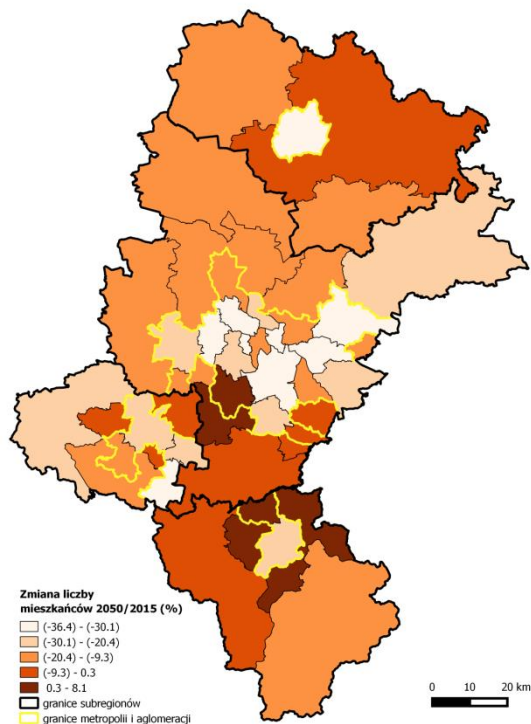 Zmiana liczby
mieszkańców 2050/2015 (%)
(-36.4) - (-30.1)
(-30.1) - (-20.4)
(-20.4) - (-9.3)
(-9.3) - 0.3
0.3 - 8.1
granice subregionów
granice metropolii i aglomeracji
0 10 20 km